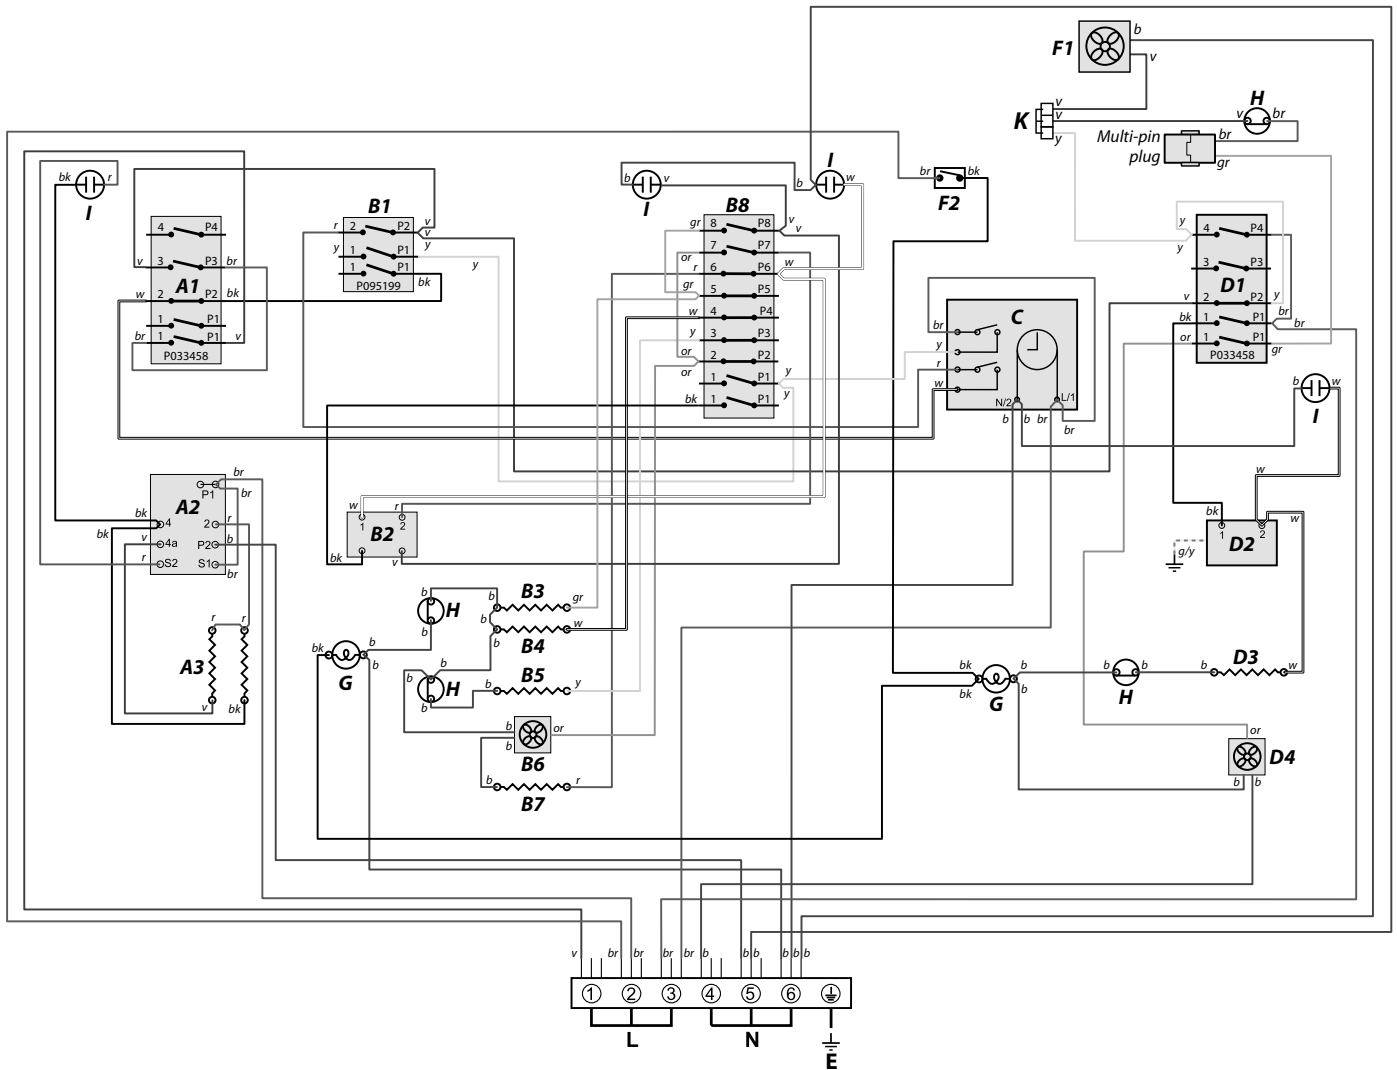 F1
b
v
K
v
v
y
v
H
br
Multi-pin
plug
br
gr
bk
r
I
b
v
I
b
I
w
br
bk
F2
B1
r
2
P2
v
v
y
1
P1
y
y
1
P1
bk
P095199
4
P4
v
3
P3
br
A1
w
2
P2
bk
1
P1
br
1
P1
v
P033458
B8
gr
8
P8
v
v
7
P7
or
w
r
6
P6
gr
5
P5
w
4
P4
y
3
P3
or
2
P2
or
1
P1
y
y
bk
1
P1
C
br
y
r
w
N/2
L/1
b
b
br
br
y
4
P4
y
3
P3
D1
v
2
P2
y
br
bk
1
P1
br
or
1
P1
gr
P033458
b
w
I
br
P1
br
A2
bk
4
2
r
bk
v
4a
P2
b
r
S2
S1
br
w
r
1
2
B2
bk
v
w
w
bk
1
2
D2
g/y
r
r
A3
v
bk
b
H
b
b
B3
gr
b
B4
w
b
bk
G
b
b
b
b
H
b
b
B5
y
b
b
B6
or
b
B7
r
bk
bk
G
b
b
b
H
b
b
D3
w
or
D4
b
b
v
br
br
br
br
b
b
b
b
b
b
1
2
3
4
5
6
L
N
E